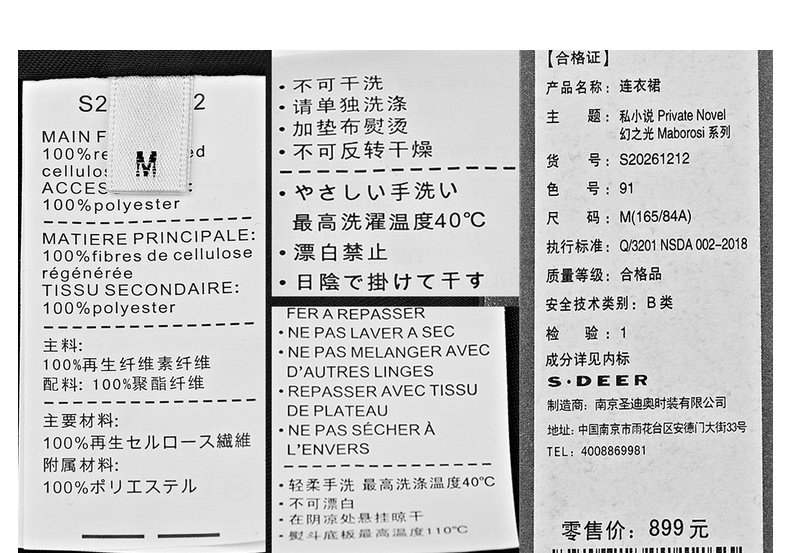 S2 2
M
MAIN F
100%re ed
cellulos
ACCES :
100%polyester
MATIERE PRINCIPALE:
100%fibres de cellulose
régénérée
TISSU SECONDAIRE:
100%polyester
主料:
100%再生纤维素纤维
配料: 100%聚酯纤维
主要材料:
100%再生セルロース繊維
附属材料:
100%ポリエステル
・不可干洗
・请单独洗涤
・加垫布熨烫
・不可反转干燥
・やさしい手洗い
最高洗濯温度40℃
・漂白禁止
・日陰で掛けて干す
FER A REPASSER
・NE PAS LAVER A SEC
・NE PAS MELANGER AVEC
D'AUTRES LINGES
・REPASSER AVEC TISSU
DE PLATEAU
・NE PAS SÉCHER À
L'ENVERS
・轻柔手洗 最高洗涤温度40℃
・不可漂白
・在阴凉处悬挂晾干
・熨斗底板最高温度110℃
【合格证】
产品名称: 连衣裙
主 题: 私小说 Private Novel
幻之光 Maborosi 系列
货 号: S20261212
色 号: 91
尺 码: M(165/84A)
执行标准: Q/3201 NSDA 002-2018
质量等级: 合格品
安全技术类别: B 类
检 验: 1
成分详见内标
S·DEER
制造商: 南京圣迪奥时装有限公司
地址: 中国南京市雨花台区安德门大街33号
TEL: 4008869981
零售价: 899 元